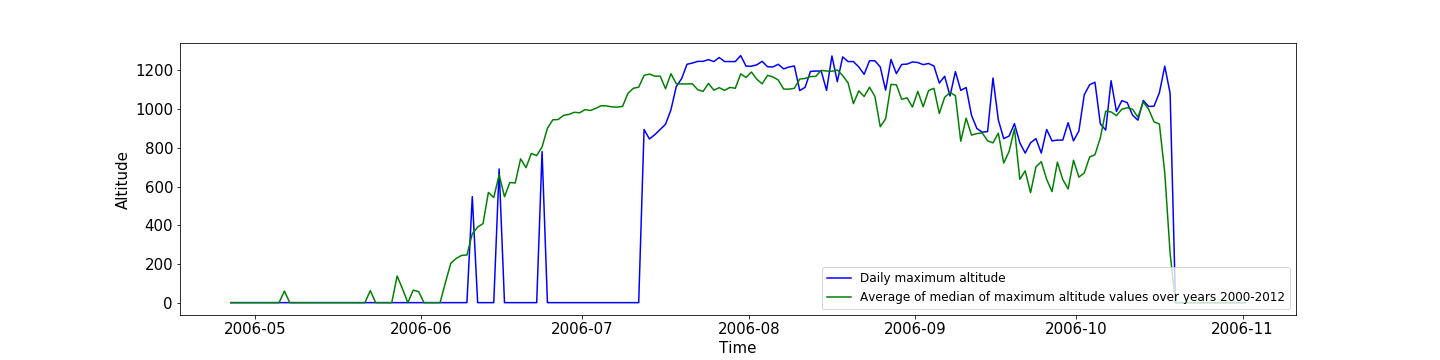 1200
1000
800
600
400
200
0
Altitude
Daily maximum altitude
Average of median of maximum altitude values over years 2000-2012
2006-05 2006-06 2006-07 2006-08 2006-09 2006-10 2006-11
Time